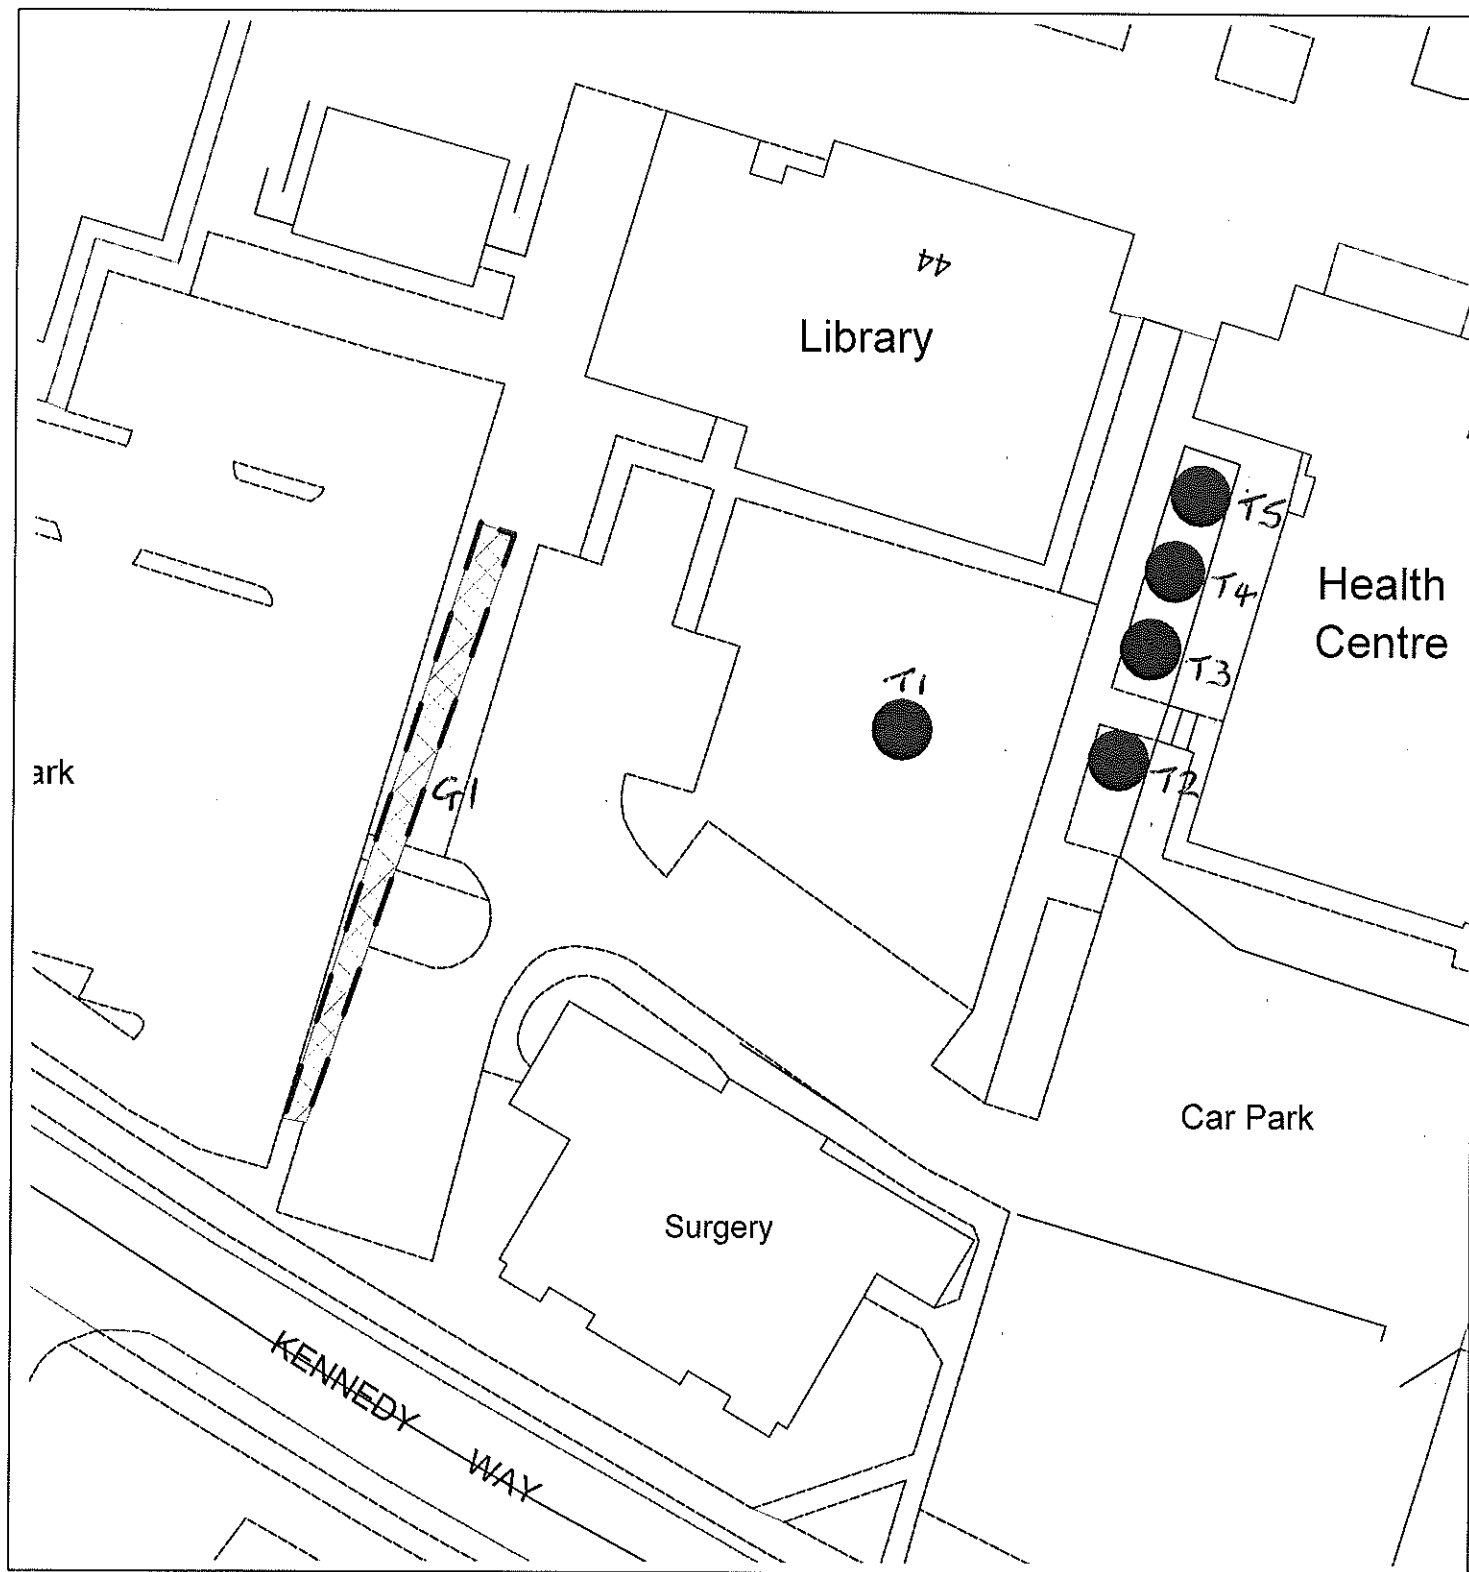 44
Library
T5
T4
Health
Centre
T3
T1
T2
ark
G1
Car Park
Surgery
KENNEDY WAY